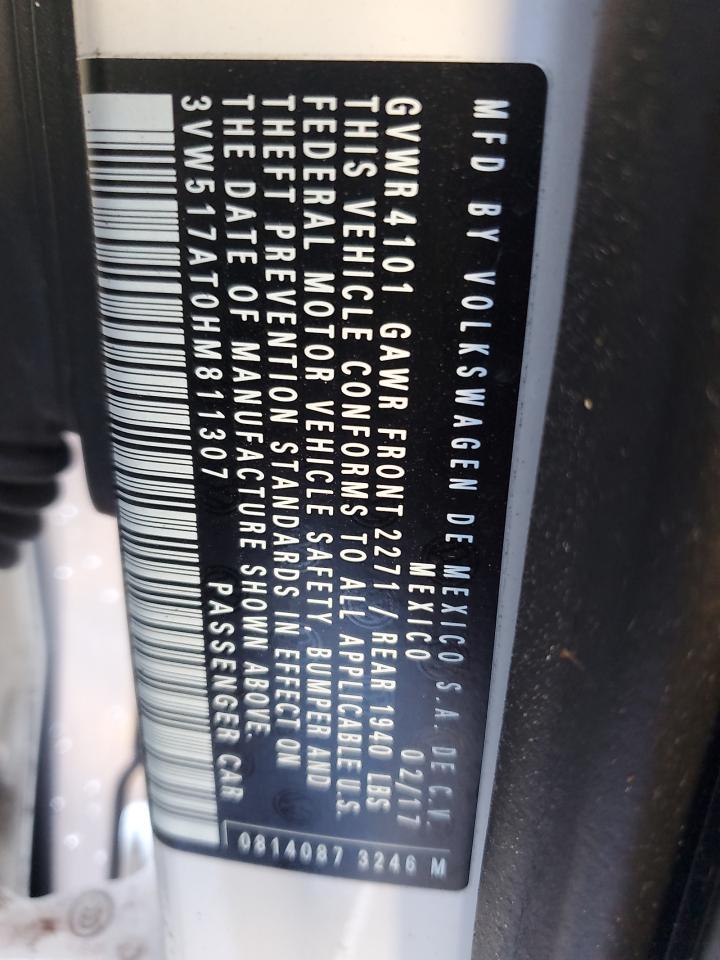 MFD BY VOLKSWAGEN DE MEXICO S.A. DE C.V.
MEXICO 02/17
GVWR 4101 GAWR FRONT 2271 / REAR 1940 LBS
THIS VEHICLE CONFORMS TO ALL APPLICABLE U.S.
FEDERAL MOTOR VEHICLE SAFETY, BUMPER AND
THEFT PREVENTION STANDARDS IN EFFECT ON
THE DATE OF MANUFACTURE SHOWN ABOVE.
3VW517AT0HM811307 PASSENGER CAR
0814087 3246 M